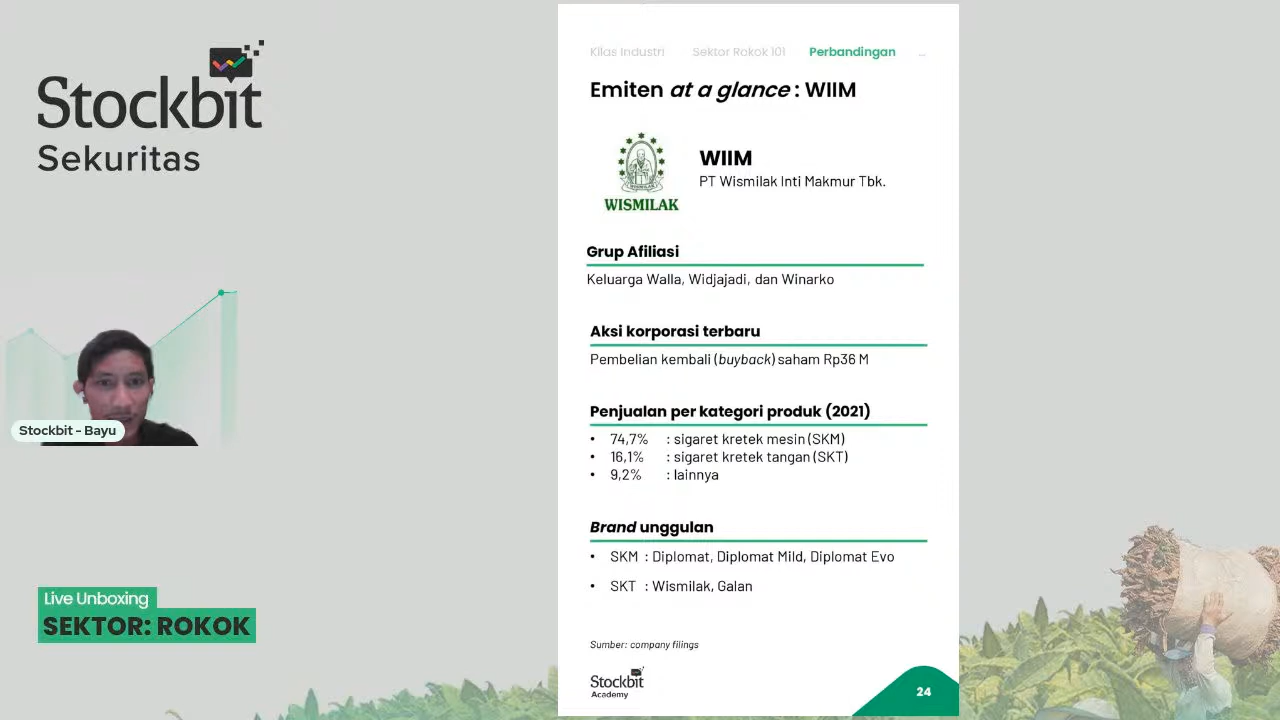 Stockbit
Sekuritas
Stockbit - Bayu
Live Unboxing
SEKTOR: ROKOK
Kilas Industri Sektor Rokok 101 Perbandingan ...
Emiten at a glance : WIIM
WISMILAK
WIIM
PT Wismilak Inti Makmur Tbk.
Grup Afiliasi
Keluarga Walla, Widjajadi, dan Winarko
Aksi korporasi terbaru
Pembelian kembali (buyback) saham Rp36 M
Penjualan per kategori produk (2021)
• 74,7% : sigaret kretek mesin (SKM)
• 16,1% : sigaret kretek tangan (SKT)
• 9,2% : lainnya
Brand unggulan
• SKM : Diplomat, Diplomat Mild, Diplomat Evo
• SKT : Wismilak, Galan
Sumber: company filings
Stockbit
Academy
24